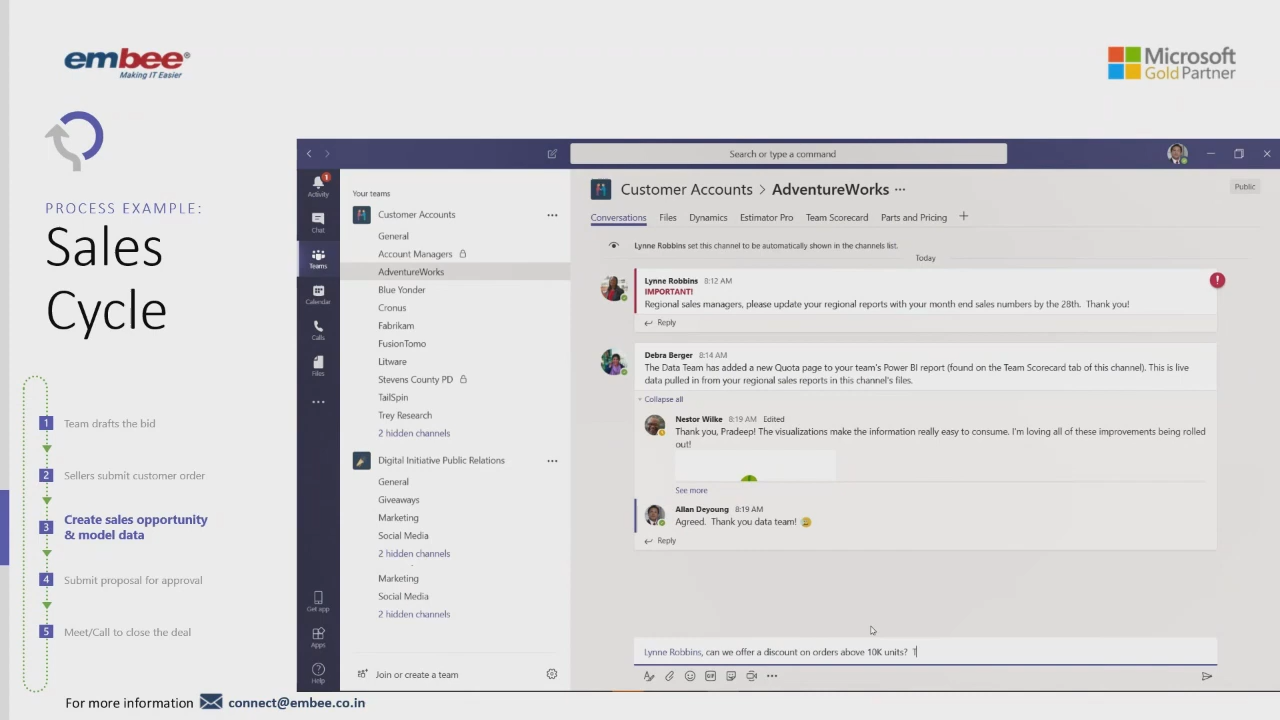 embee®
Making IT Easier
Microsoft
Gold Partner
PROCESS EXAMPLE:
Sales
Cycle
1 Team drafts the bid
2 Sellers submit customer order
3 Create sales opportunity
& model data
4 Submit proposal for approval
5 Meet/Call to close the deal
Search or type a command
1
Activity
Chat
Teams
Calendar
Calls
Files
Get app
Apps
Help
Your teams
Customer Accounts
General
Account Managers
AdventureWorks
Blue Yonder
Cronus
Fabrikam
FusionTomo
Litware
Stevens County PD
TailSpin
Trey Research
2 hidden channels
Digital Initiative Public Relations
General
Giveaways
Marketing
Social Media
2 hidden channels
Marketing
Social Media
2 hidden channels
Join or create a team
Customer Accounts > AdventureWorks ...
Public
Conversations Files Dynamics Estimator Pro Team Scorecard Parts and Pricing +
Lynne Robbins set this channel to be automatically shown in the channels list.
Today
Lynne Robbins 8:12 AM
IMPORTANT!
Regional sales managers, please update your regional reports with your month end sales numbers by the 28th. Thank you!
Reply
Debra Berger 8:14 AM
The Data Team has added a new Quota page to your team's Power BI report (found on the Team Scorecard tab of this channel). This is live
data pulled in from your regional sales reports in this channel's files.
Collapse all
Nestor Wilke 8:19 AM Edited
Thank you, Pradeep! The visualizations make the information really easy to consume. I'm loving all of these improvements being rolled
out!
See more
Allan Deyoung 8:19 AM
Agreed. Thank you data team! 😀
Reply
Lynne Robbins, can we offer a discount on orders above 10K units? T
GIF
For more information connect@embee.co.in